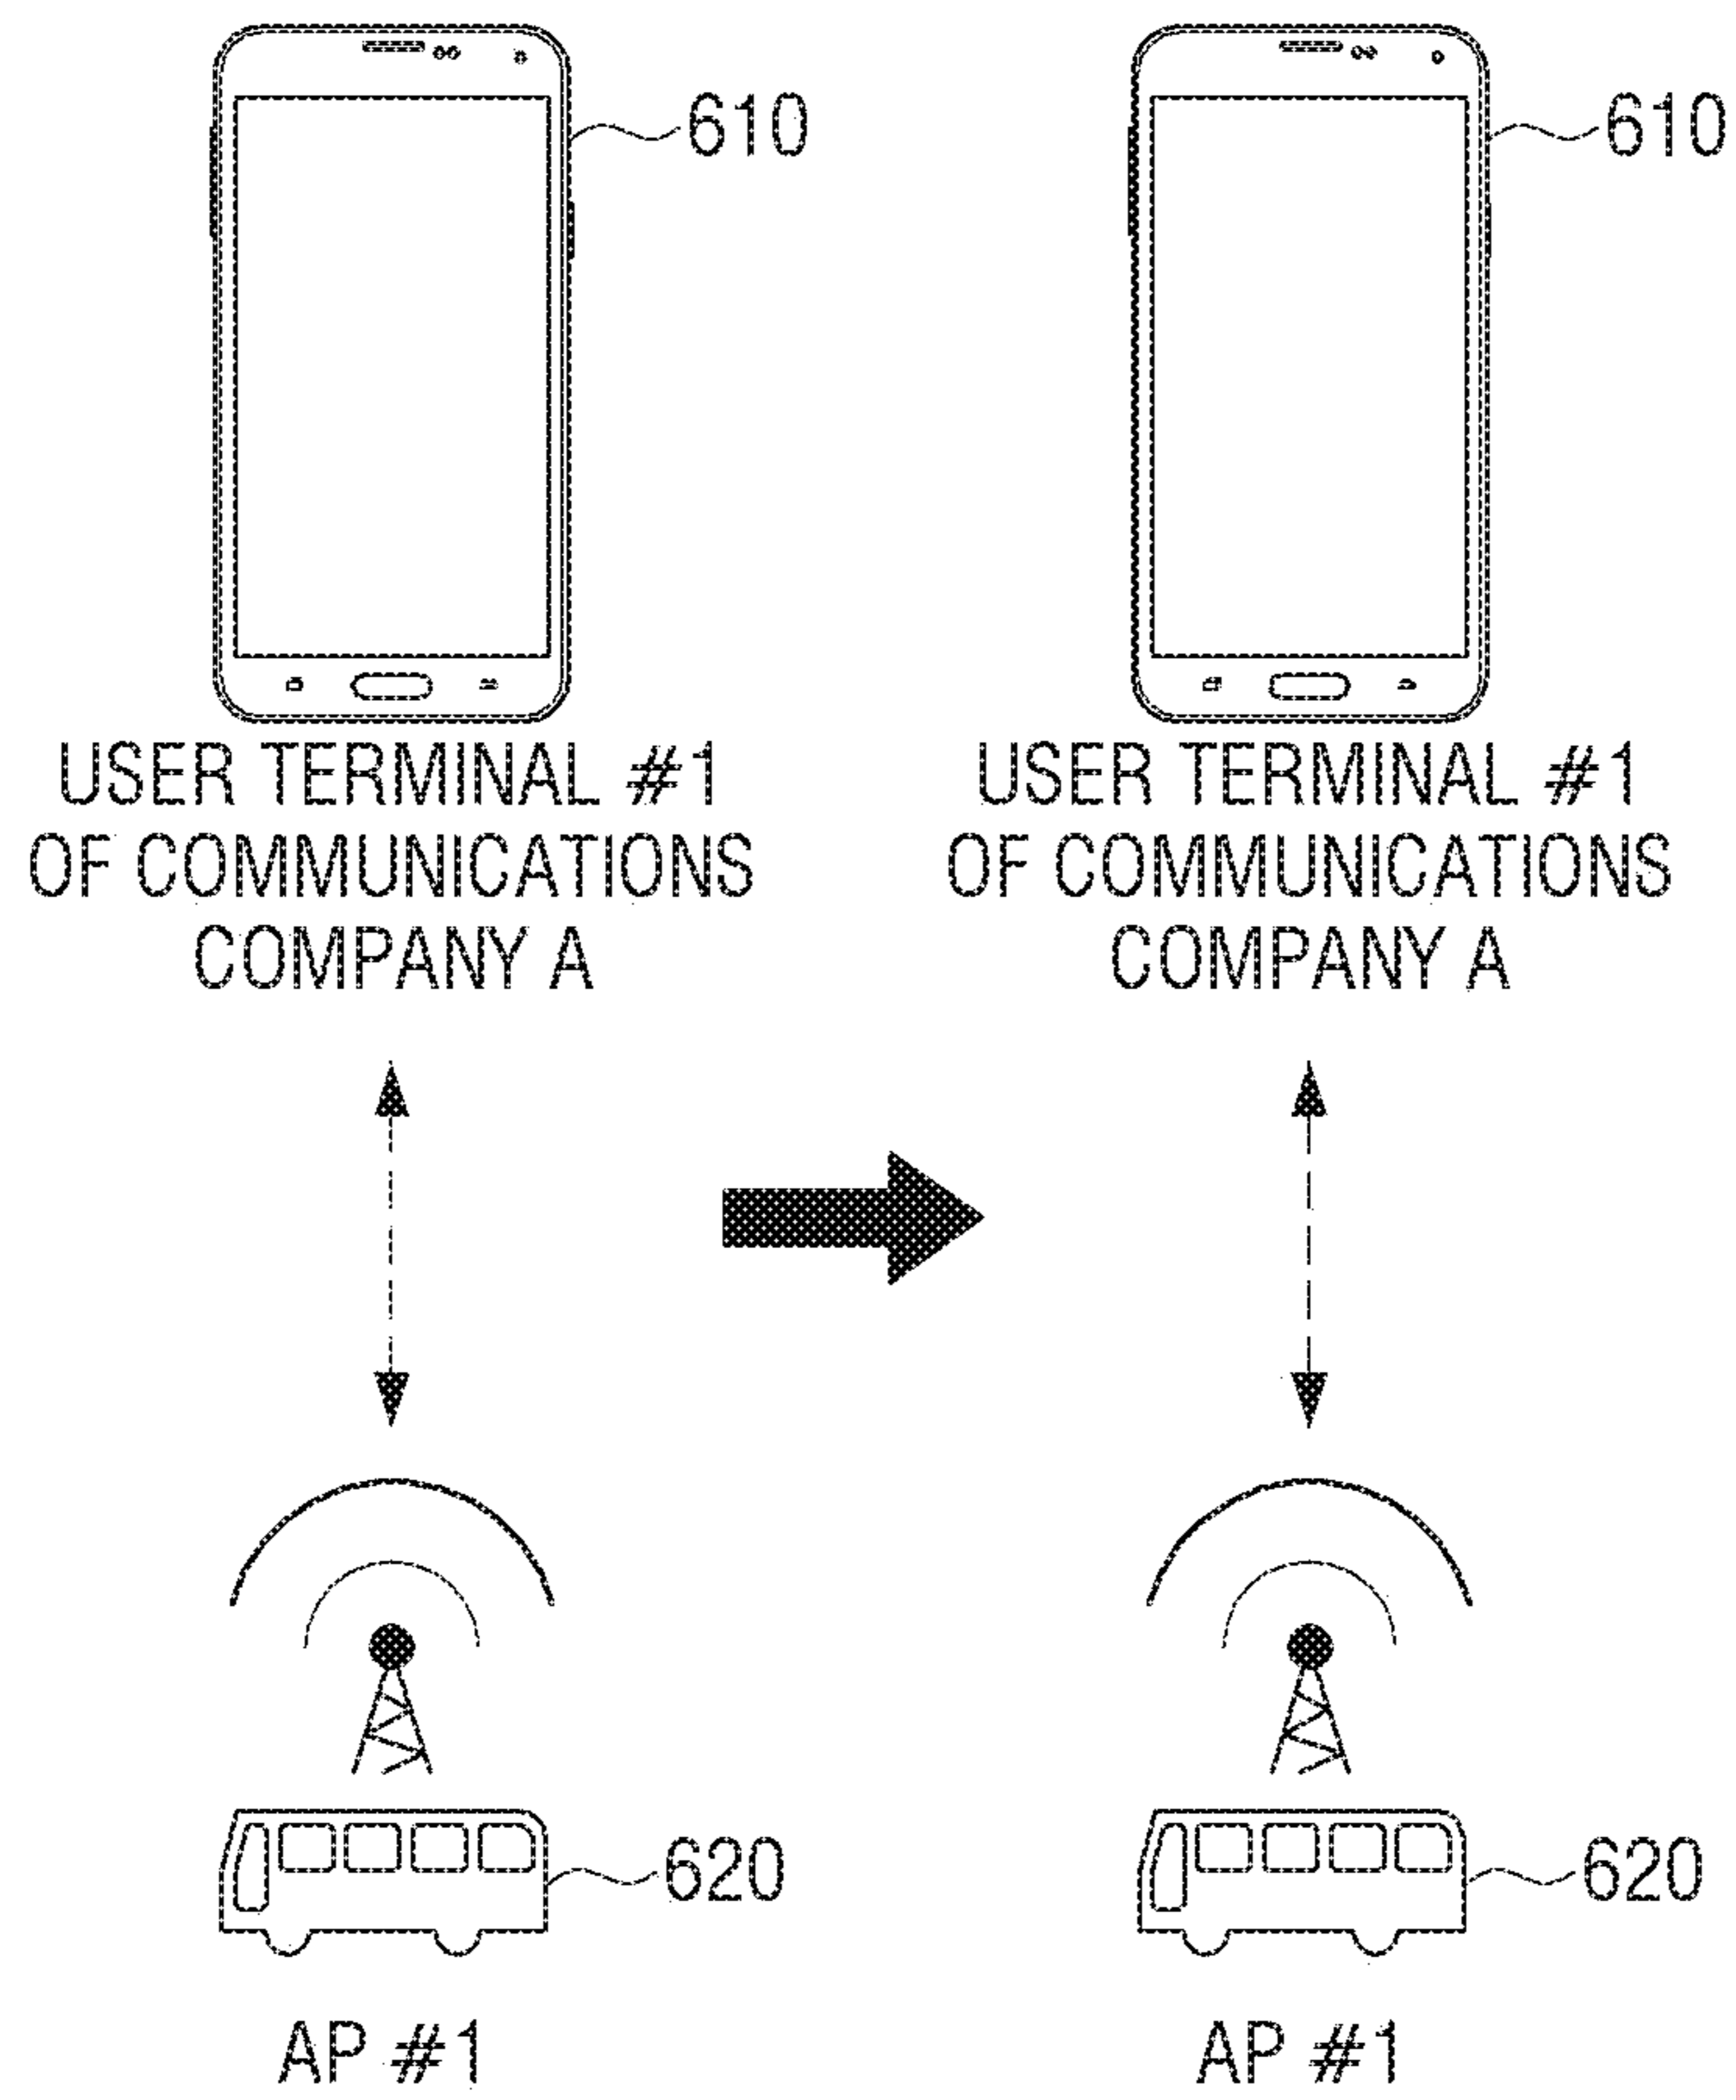 610
610
USER TERMINAL #1
OF COMMUNICATIONS
COMPANY A
USER TERMINAL #1
OF COMMUNICATIONS
COMPANY A
620
620
AP #1
AP #1